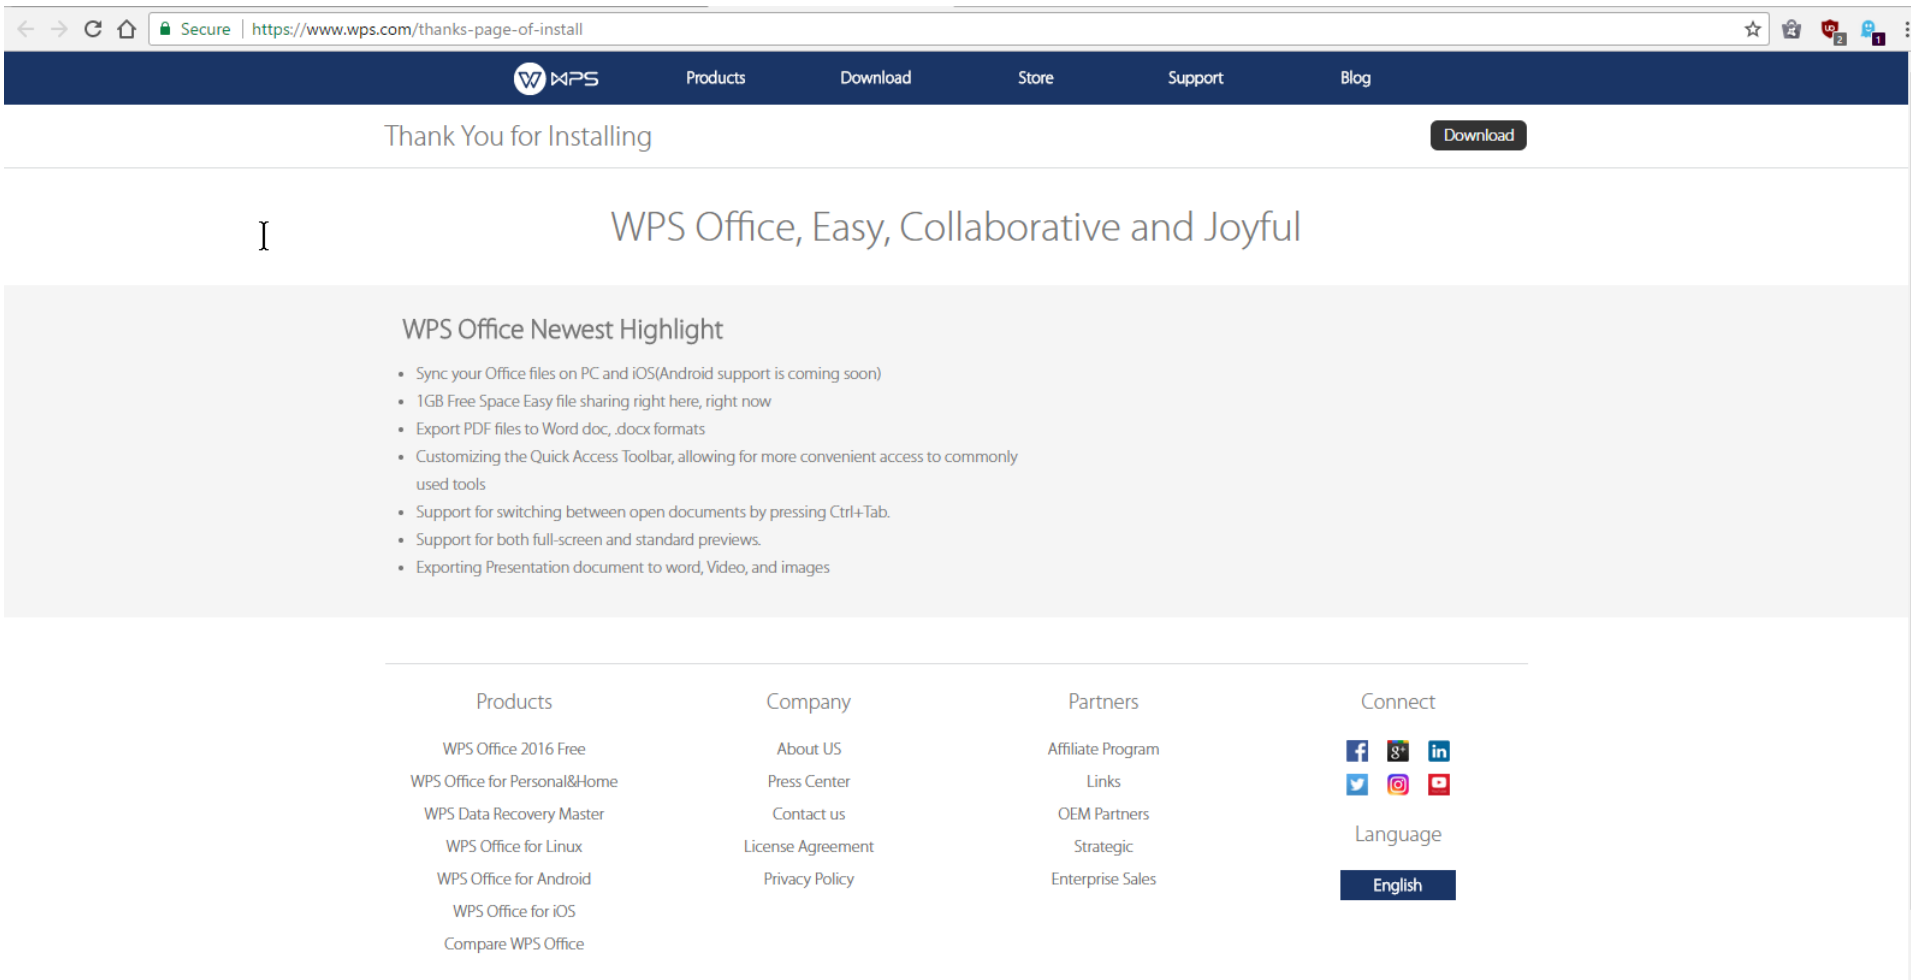 Secure | https://www.wps.com/thanks-page-of-install
2
1
W WPS
Products
Download
Store
Support
Blog
Thank You for Installing
Download
WPS Office, Easy, Collaborative and Joyful
WPS Office Newest Highlight
• Sync your Office files on PC and iOS(Android support is coming soon)
• 1GB Free Space Easy file sharing right here, right now
• Export PDF files to Word doc, .docx formats
• Customizing the Quick Access Toolbar, allowing for more convenient access to commonly
used tools
• Support for switching between open documents by pressing Ctrl+Tab.
• Support for both full-screen and standard previews.
• Exporting Presentation document to word, Video, and images
Products
WPS Office 2016 Free
WPS Office for Personal&Home
WPS Data Recovery Master
WPS Office for Linux
WPS Office for Android
WPS Office for iOS
Compare WPS Office
Company
About US
Press Center
Contact us
License Agreement
Privacy Policy
Partners
Affiliate Program
Links
OEM Partners
Strategic
Enterprise Sales
Connect
f
g+
in
Language
English